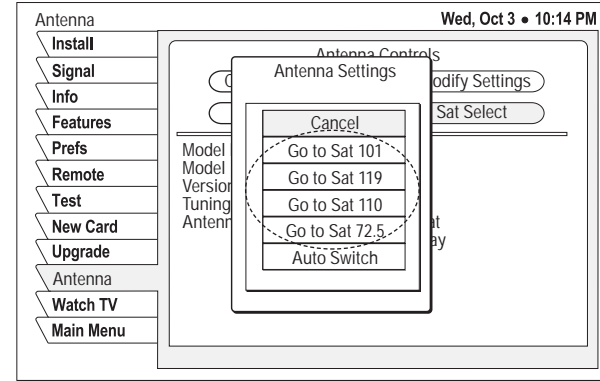 Antenna
Wed, Oct 3 ● 10:14 PM
Install
Signal
Info
Features
Prefs
Remote
Test
New Card
Upgrade
Antenna
Watch TV
Main Menu
Antenna Controls
odify Settings
Sat Select
Model
Model
Version
Tuning
Antenn
at
ay
Antenna Settings
Cancel
Go to Sat 101
Go to Sat 119
Go to Sat 110
Go to Sat 72.5
Auto Switch